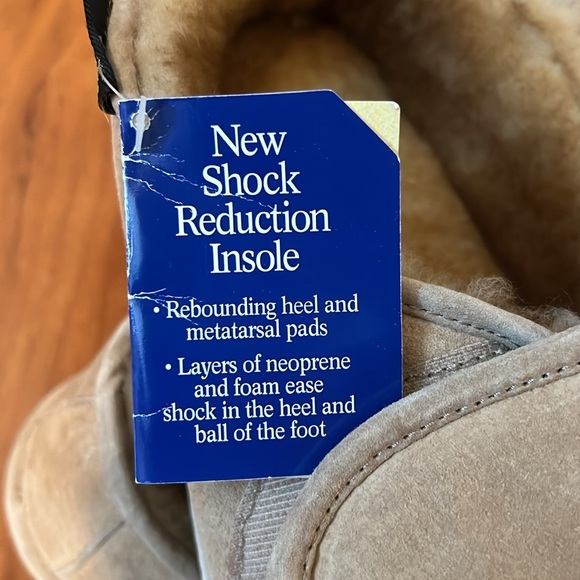 New
Shock
Reduction
Insole
• Rebounding heel and
metatarsal pads
• Layers of neoprene
and foam ease
shock in the heel and
ball of the foot